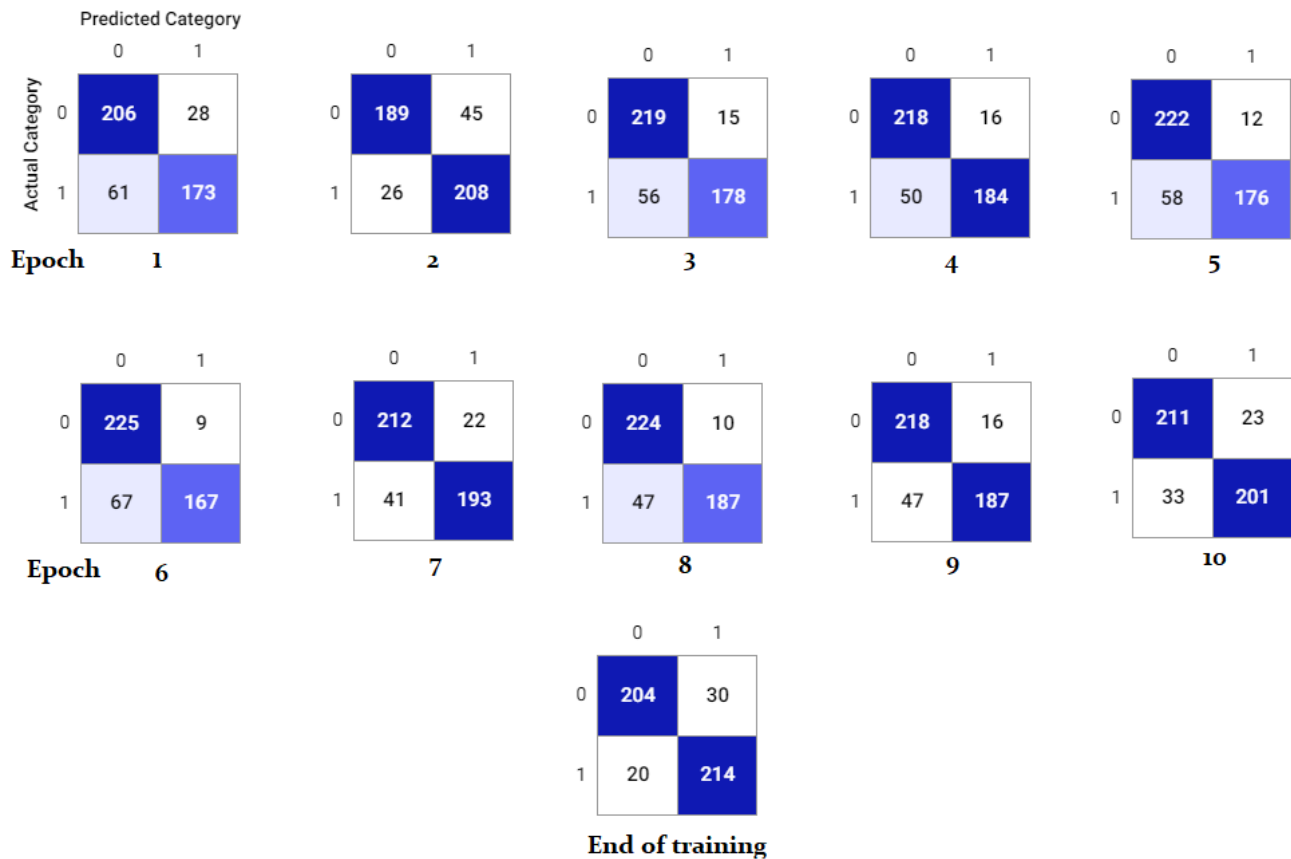 Predicted Category
0 1 0 1 0 1 0 1 0 1
Actual Category
0 206 28 0 189 45 0 219 15 0 218 16 0 222 12
1 61 173 1 26 208 1 56 178 1 50 184 1 58 176
Epoch 1 2 3 4 5
0 1 0 1 0 1 0 1 0 1
0 225 9 0 212 22 0 224 10 0 218 16 0 211 23
1 67 167 1 41 193 1 47 187 1 47 187 1 33 201
Epoch 6 7 8 9 10
0 1
0 204 30
1 20 214
End of training